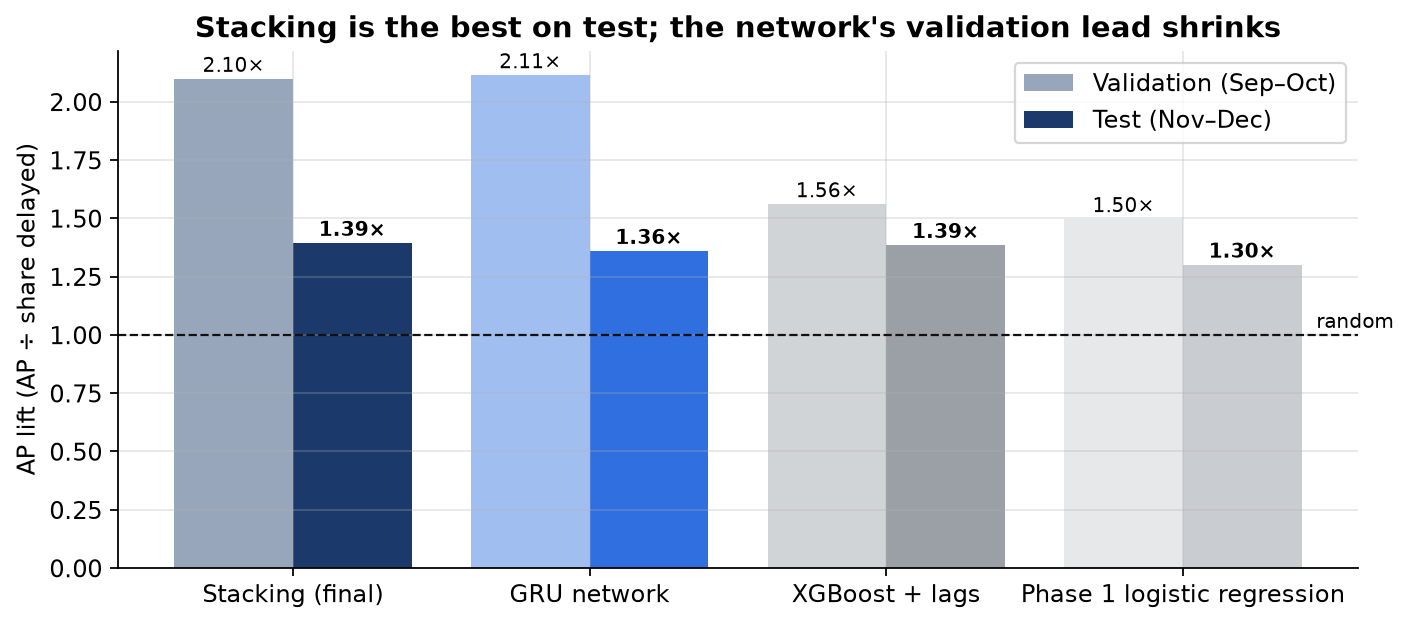 Stacking is the best on test; the network's validation lead shrinks
AP lift (AP ÷ share delayed)
2.00
1.75
1.50
1.25
1.00
0.75
0.50
0.25
0.00
2.10×
1.39×
2.11×
1.36×
1.56×
1.39×
1.50×
1.30×
Validation (Sep–Oct)
Test (Nov–Dec)
random
Stacking (final)
GRU network
XGBoost + lags
Phase 1 logistic regression